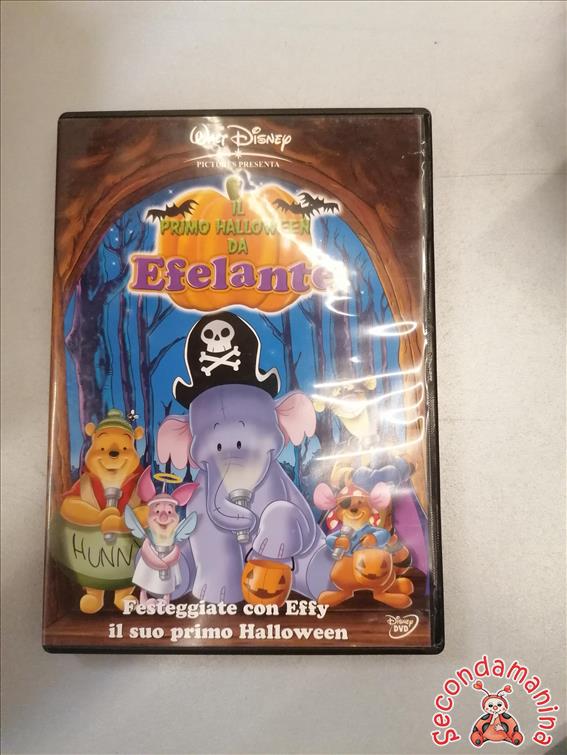 WALT DISNEY
PICTURES PRESENTA
IL
PRIMO HALLOWEEN
DA
Efelante
HUNN
Festeggiate con Effy
il suo primo Halloween
Disney
DVD
Secondamanina